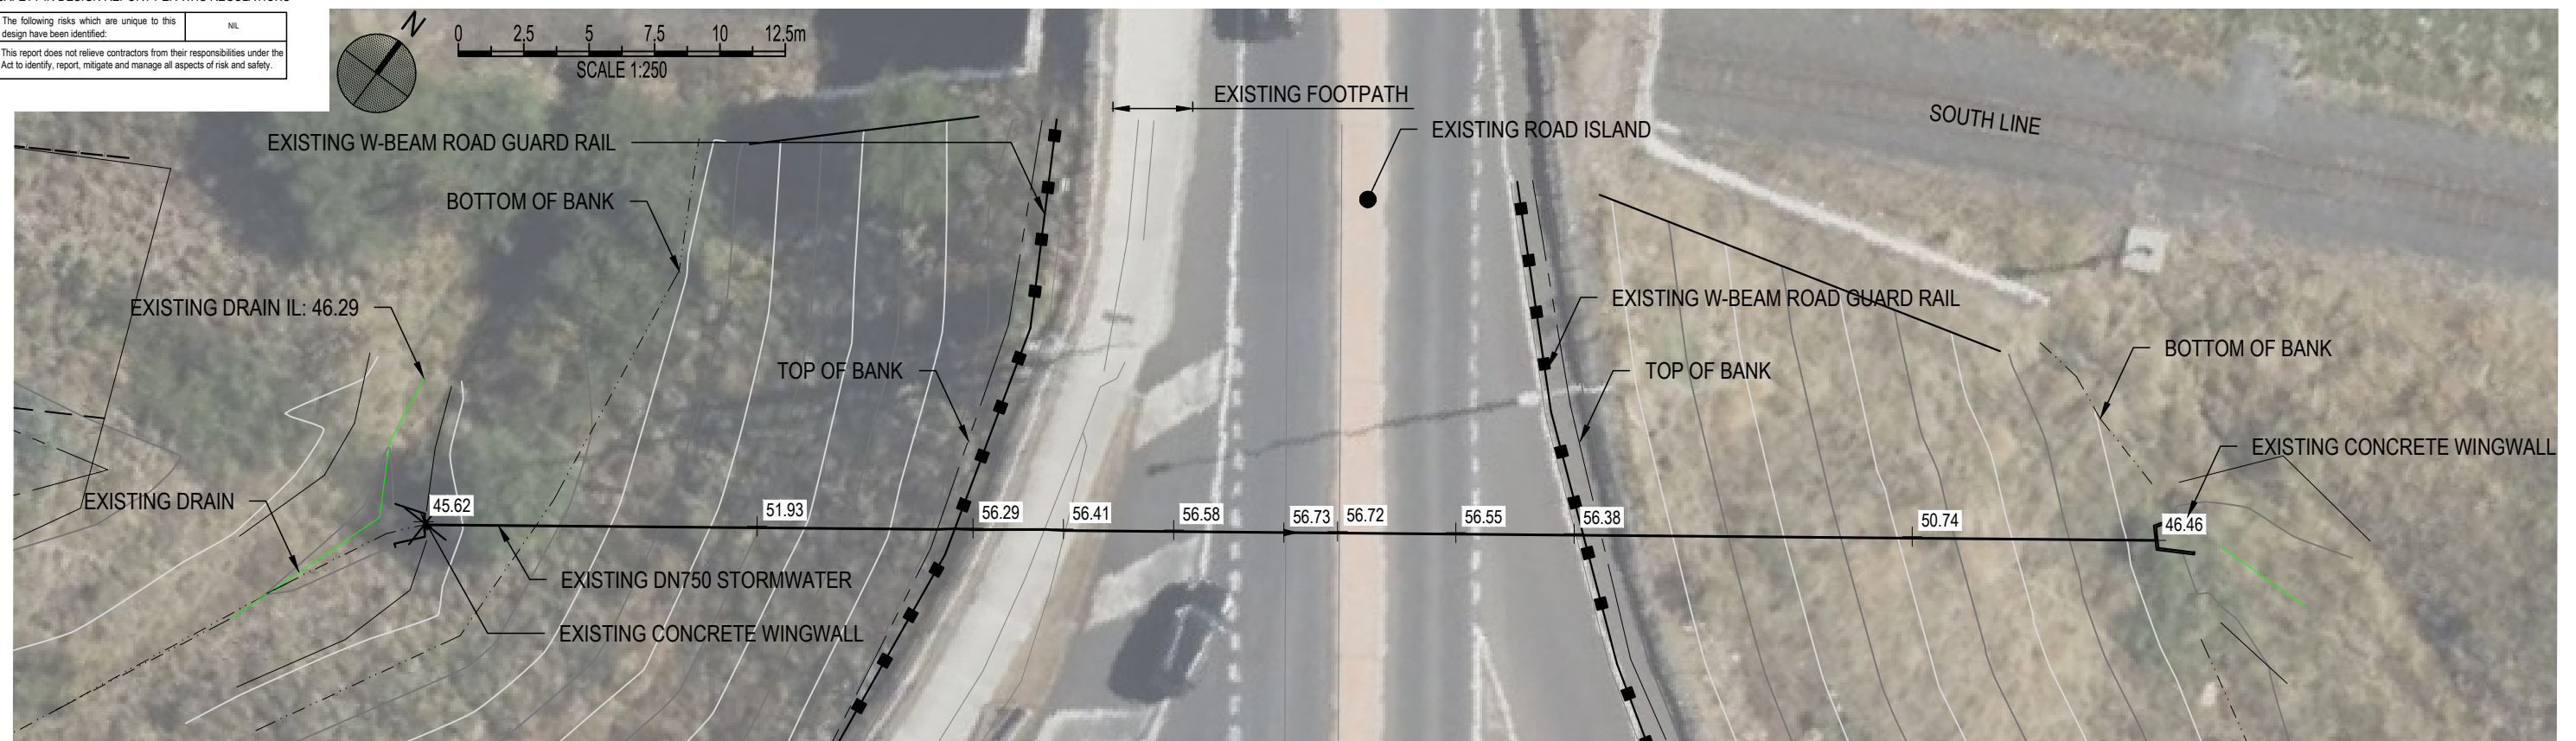 The following risks which are unique to this
design have been identified:
NIL
This report does not relieve contractors from their responsibilities under the
Act to identify, report, mitigate and manage all aspects of risk and safety.
N
0 2.5 5 7.5 10 12.5m
SCALE 1:250
EXISTING FOOTPATH
EXISTING W-BEAM ROAD GUARD RAIL
EXISTING ROAD ISLAND
SOUTH LINE
BOTTOM OF BANK
EXISTING DRAIN IL: 46.29
EXISTING W-BEAM ROAD GUARD RAIL
TOP OF BANK
TOP OF BANK
BOTTOM OF BANK
EXISTING CONCRETE WINGWALL
EXISTING DRAIN
45.62 51.93 56.29 56.41 56.58 56.73 56.72 56.55 56.38 50.74 46.46
EXISTING DN750 STORMWATER
EXISTING CONCRETE WINGWALL